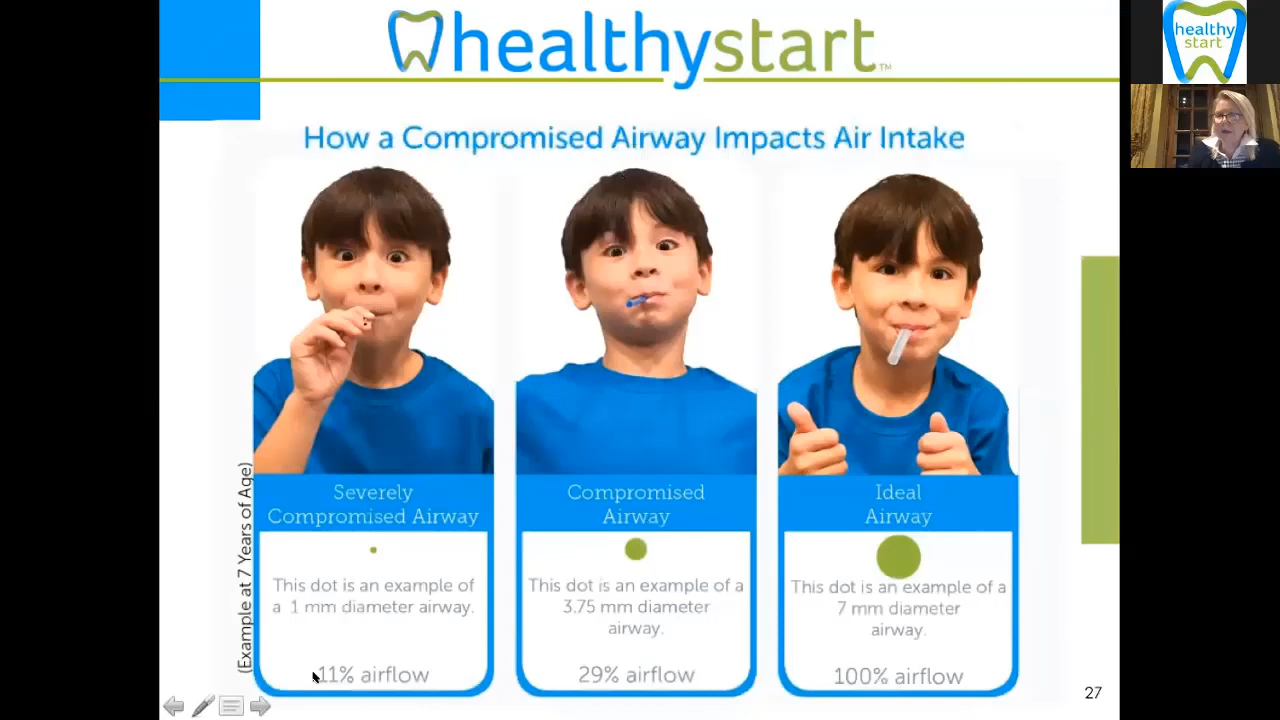 healthystart™
healthy
start
How a Compromised Airway Impacts Air Intake
(Example at 7 Years of Age)
Severely
Compromised Airway
This dot is an example of
a 1 mm diameter airway.
11% airflow
Compromised
Airway
This dot is an example of a
3.75 mm diameter
airway.
29% airflow
Ideal
Airway
This dot is an example of a
7 mm diameter
airway.
100% airflow
27